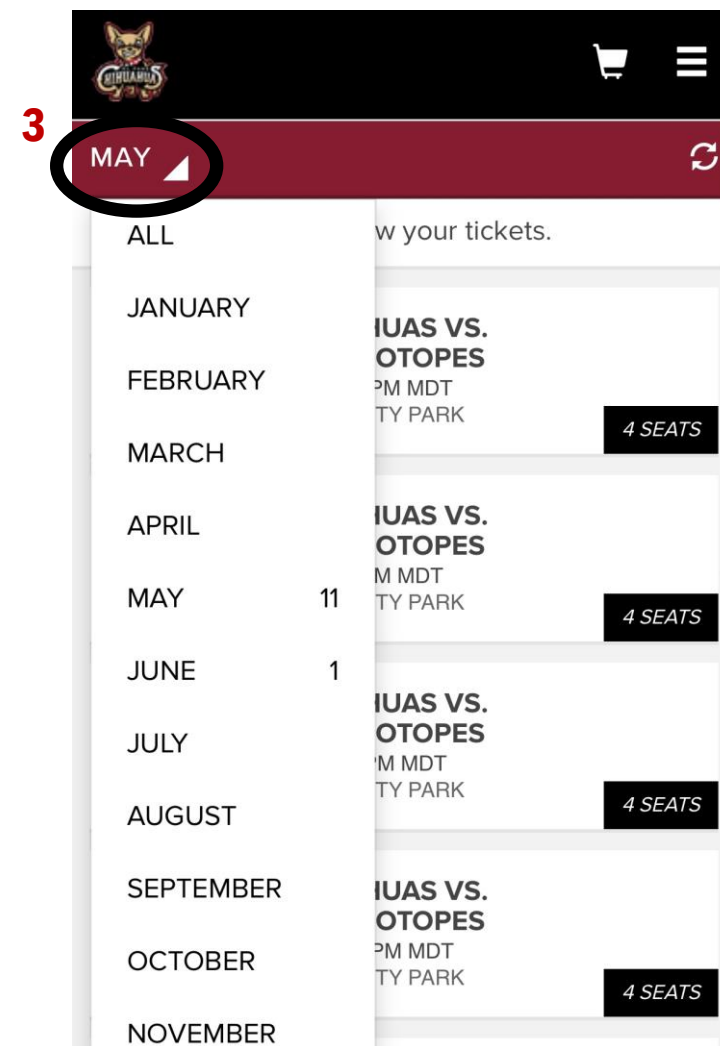 CHIHUAHUAS
3
MAY
ALL
w your tickets.
JANUARY
FEBRUARY
MARCH
APRIL
MAY 11
JUNE 1
JULY
AUGUST
SEPTEMBER
OCTOBER
NOVEMBER
HUAS VS.
OTOPES
PM MDT
TY PARK
4 SEATS
HUAS VS.
OTOPES
M MDT
TY PARK
4 SEATS
HUAS VS.
OTOPES
PM MDT
TY PARK
4 SEATS
HUAS VS.
OTOPES
PM MDT
TY PARK
4 SEATS